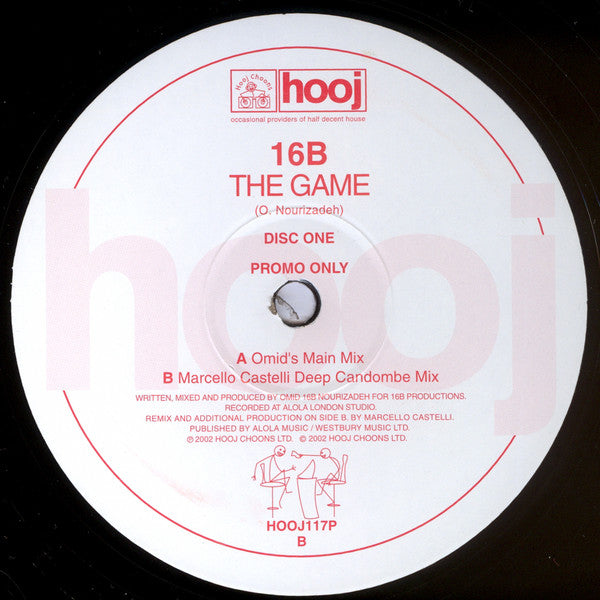 Hooj Choons
hooj
occasional providers of half decent house
16B
THE GAME
(O. Nourizadeh)
DISC ONE
PROMO ONLY
hooj
A Omid's Main Mix
B Marcello Castelli Deep Candombe Mix
WRITTEN, MIXED AND PRODUCED BY OMID 16B NOURIZADEH FOR 16B PRODUCTIONS.
RECORDED AT ALOLA LONDON STUDIO.
REMIX AND ADDITIONAL PRODUCTION ON SIDE B. BY MARCELLO CASTELLI.
PUBLISHED BY ALOLA MUSIC / WESTBURY MUSIC LTD.
℗ 2002 HOOJ CHOONS LTD. © 2002 HOOJ CHOONS LTD.
HOOJ117P
B